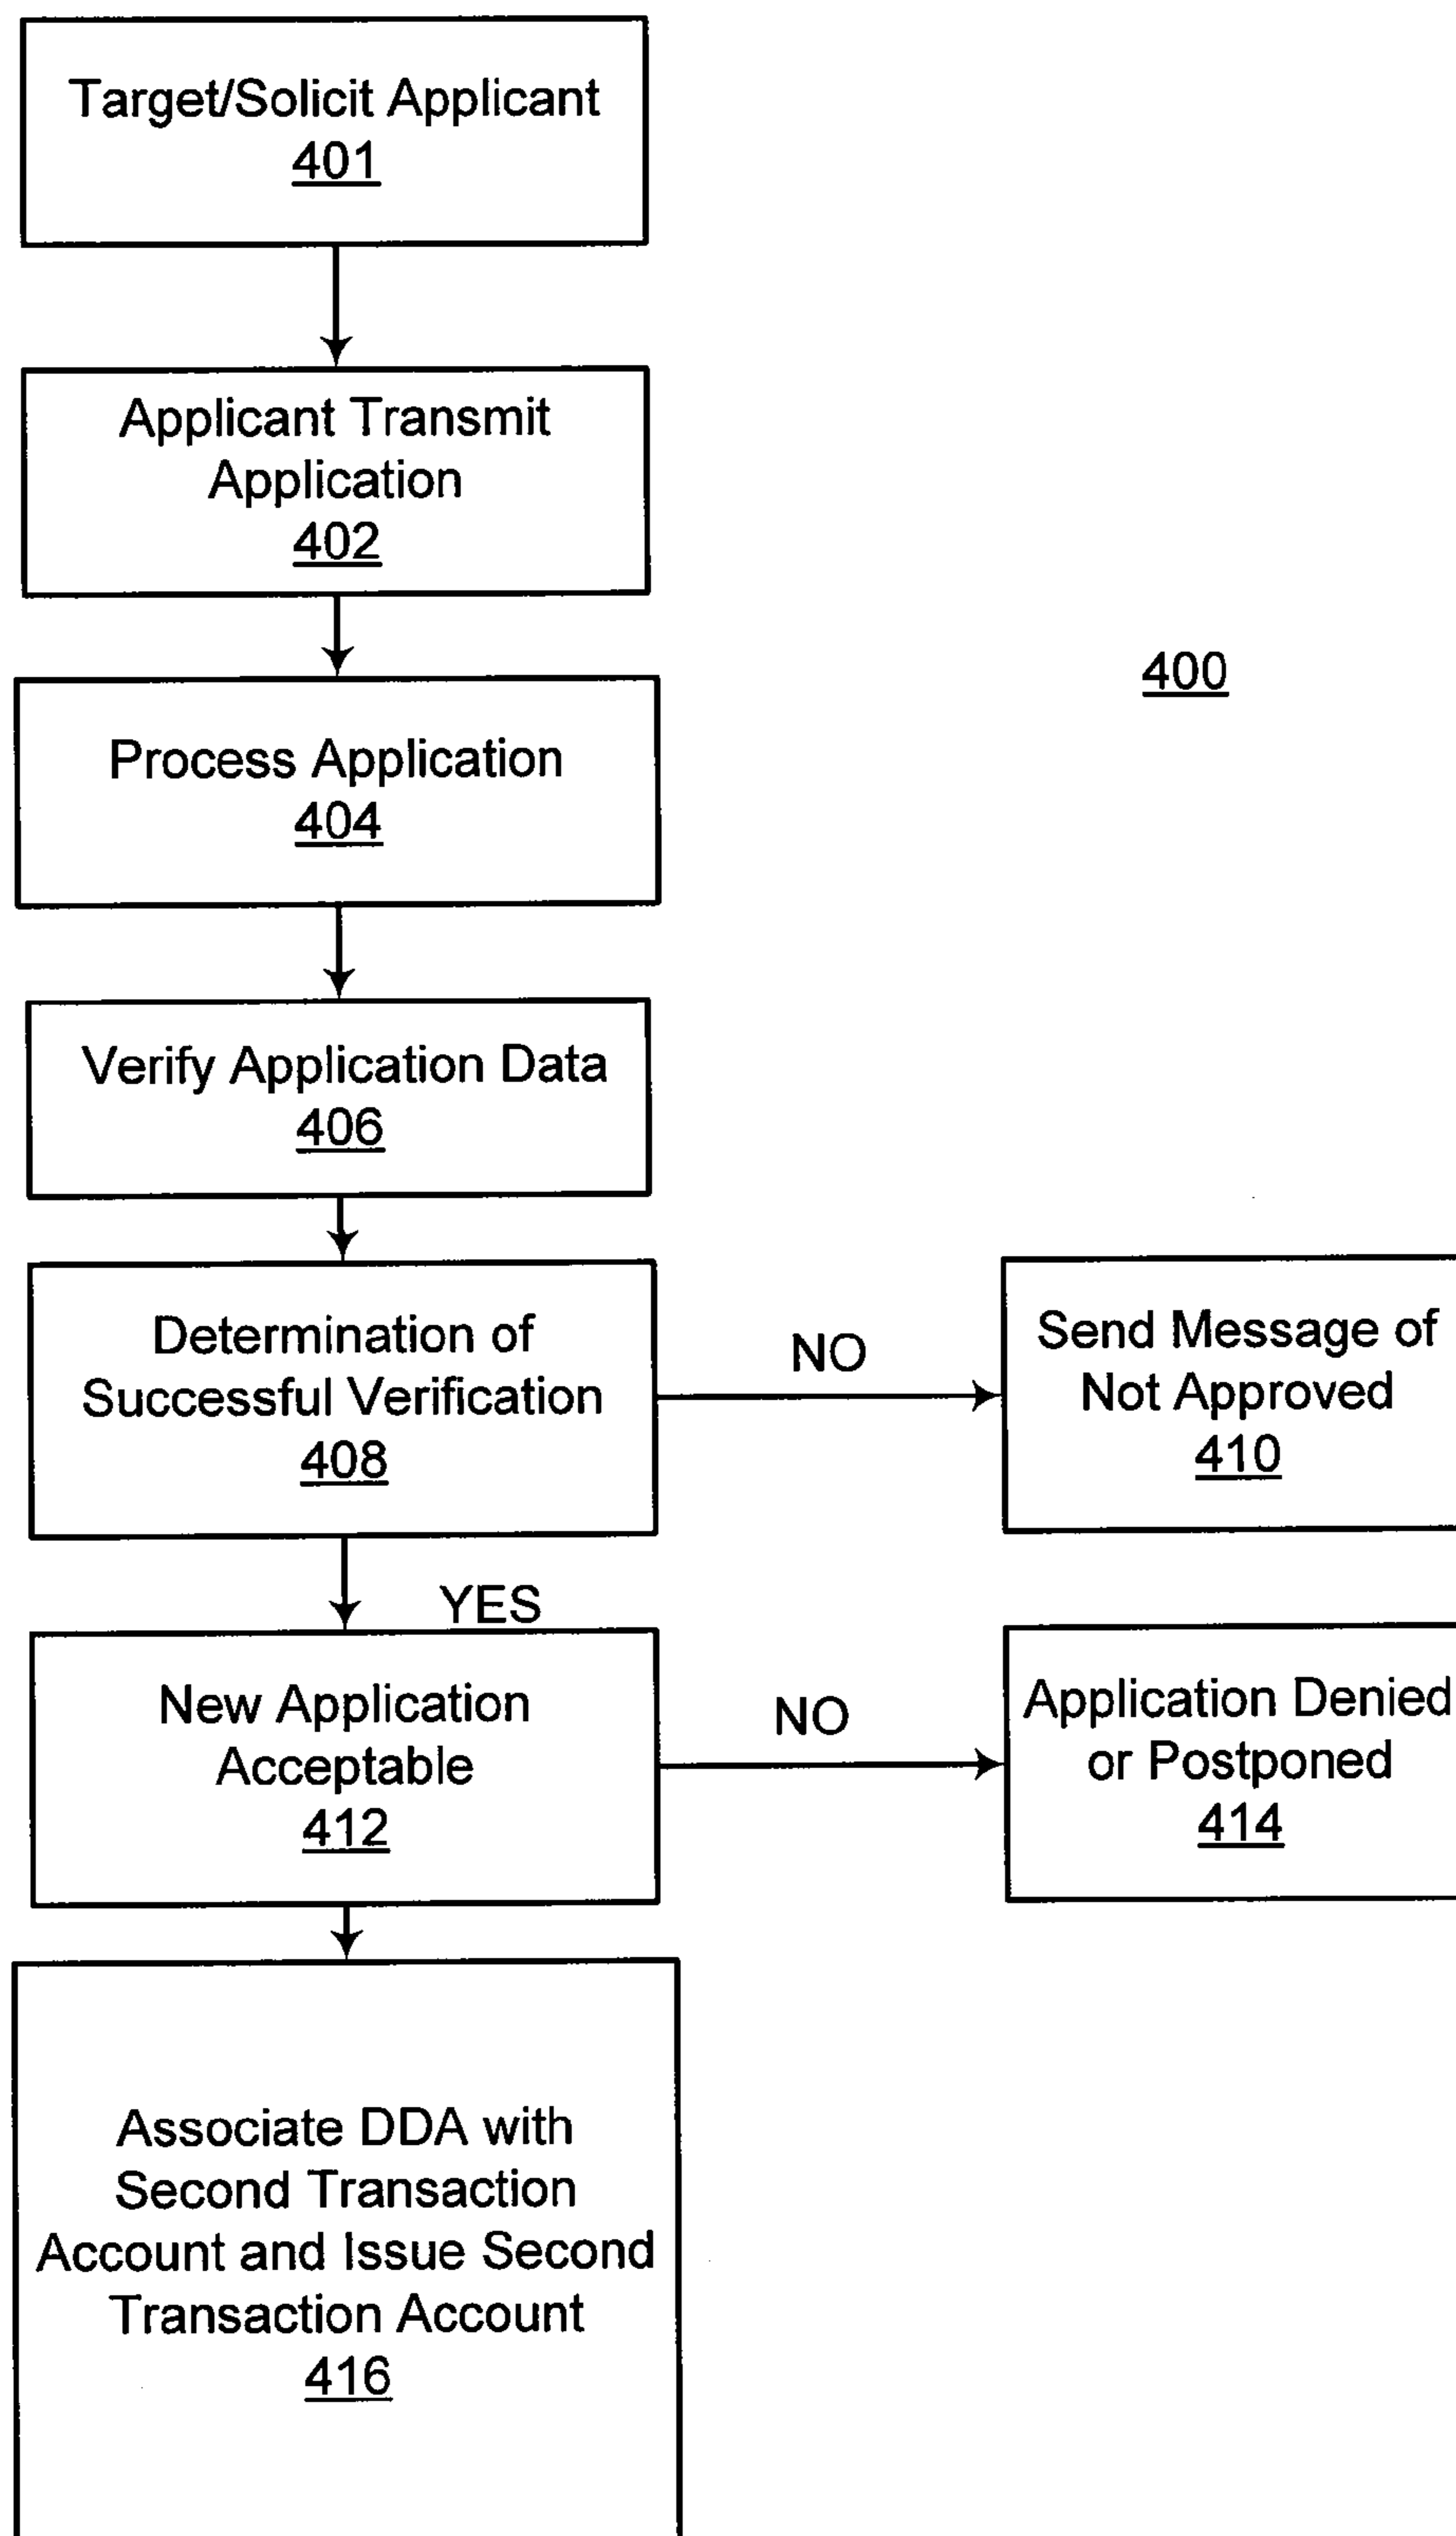 Target/Solicit Applicant
401
Applicant Transmit
Application
402
400
Process Application
404
Verify Application Data
406
Determination of
Successful Verification
408
NO
Send Message of
Not Approved
410
YES
New Application
Acceptable
412
NO
Application Denied
or Postponed
414
Associate DDA with
Second Transaction
Account and Issue Second
Transaction Account
416